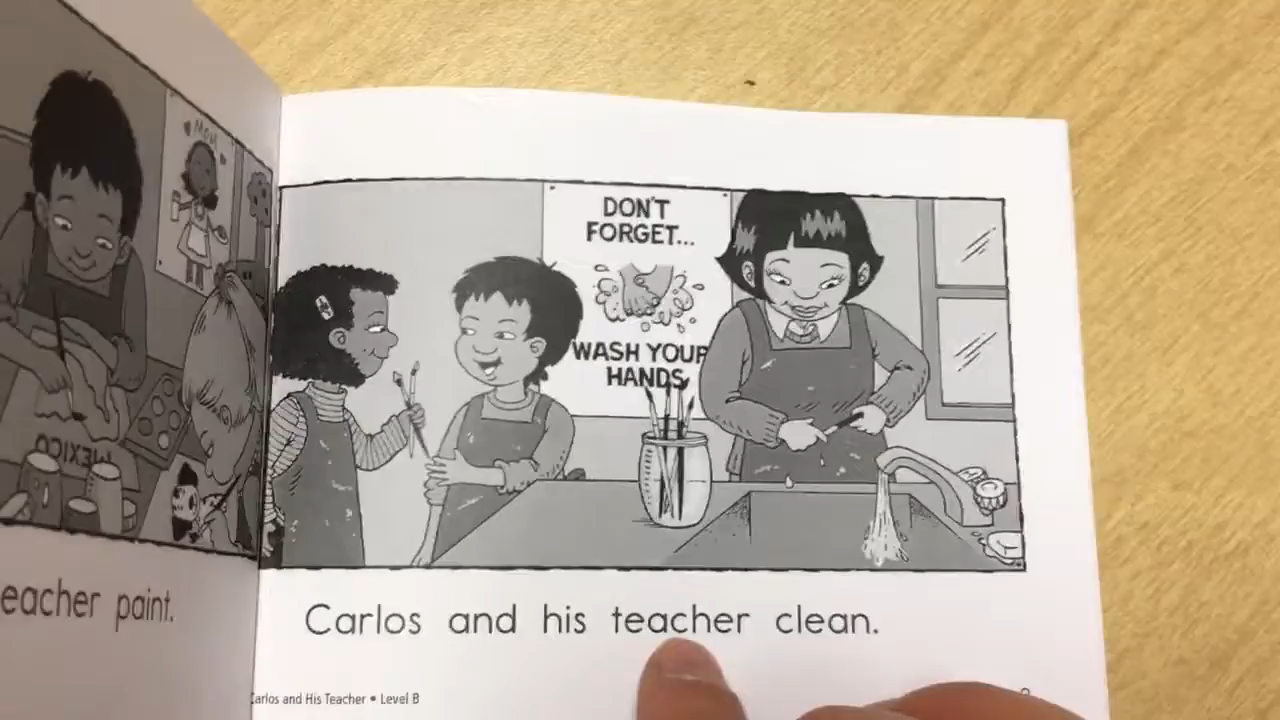 MOM
MEXICO
eacher paint.
DON'T
FORGET...
WASH YOUR
HANDS
Carlos and his teacher clean.
Carlos and His Teacher • Level B